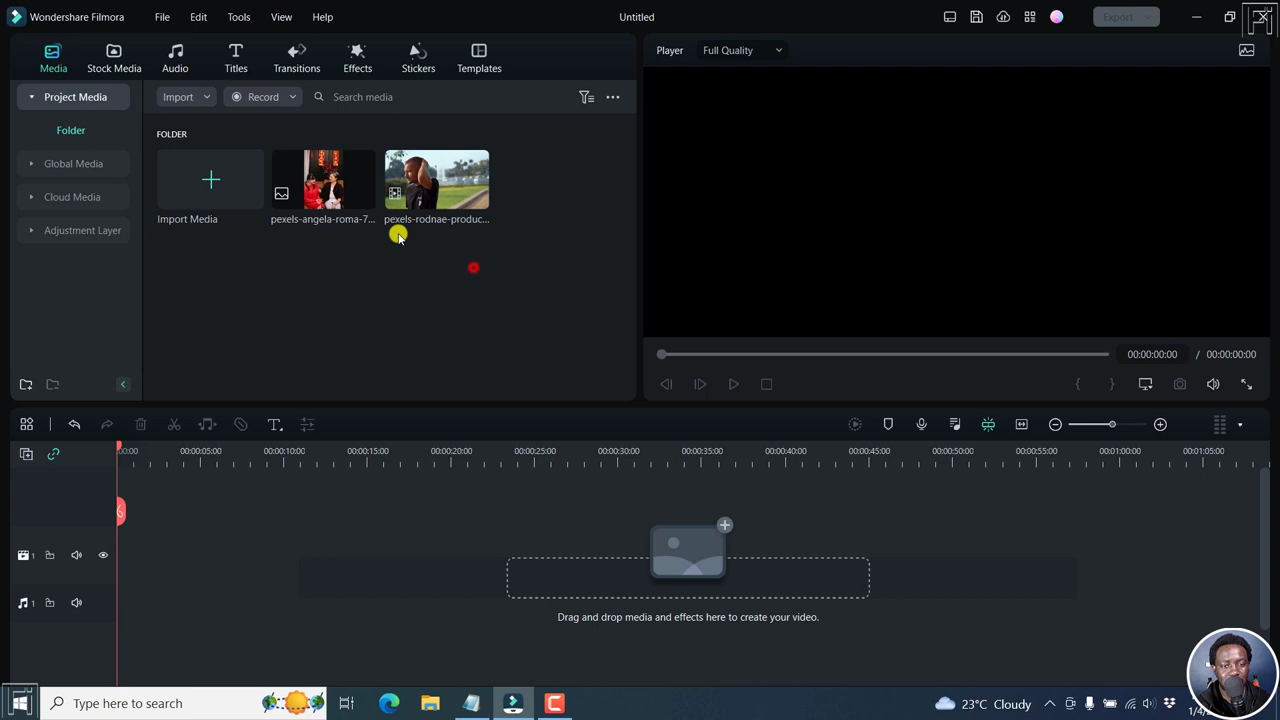 Wondershare Filmora File Edit Tools View Help Untitled Export
Media Stock Media Audio Titles Transitions Effects Stickers Templates
Player Full Quality
Project Media
Import Record Search media
Folder
FOLDER
Global Media
Cloud Media
Adjustment Layer
Import Media pexels-angela-roma-7... pexels-rodnae-produc...
00:00:00:00 / 00:00:00:00
00:00 00:00:05:00 00:00:10:00 00:00:15:00 00:00:20:00 00:00:25:00 00:00:30:00 00:00:35:00 00:00:40:00 00:00:45:00 00:00:50:00 00:00:55:00 00:01:00:00 00:01:05:00
1
1
Drag and drop media and effects here to create your video.
Type here to search
23°C Cloudy
1/4/